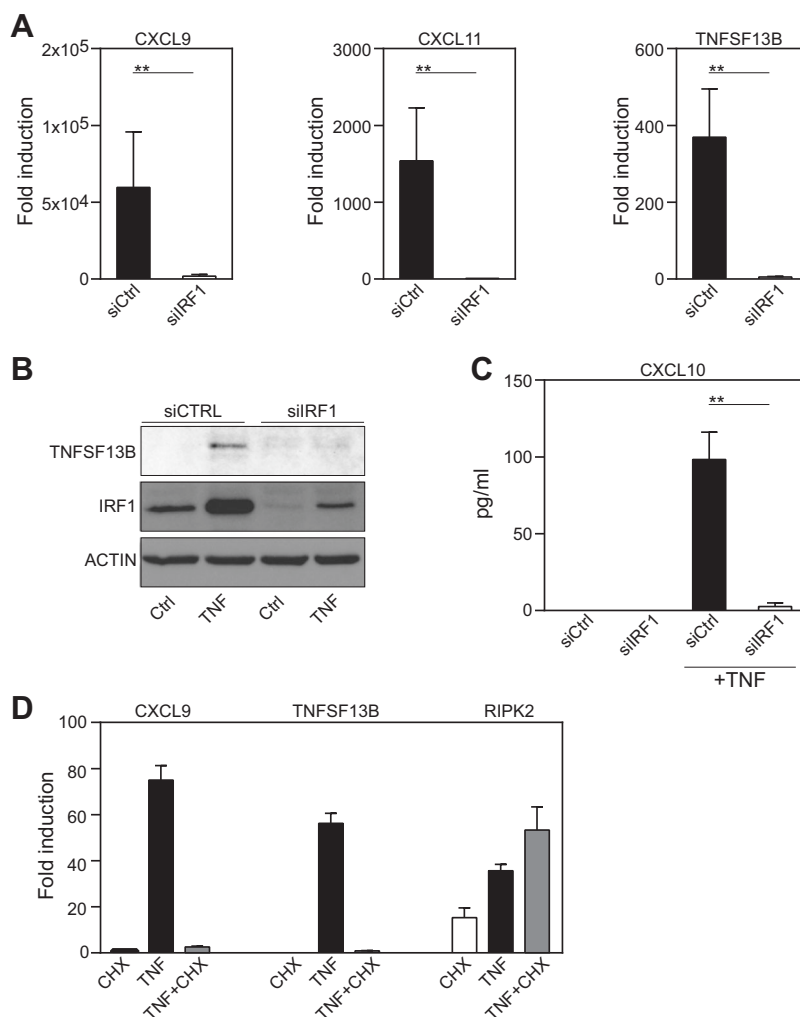 A
CXCL9
CXCL11
TNFSF13B
Fold induction
2x10⁵
1x10⁵
5x10⁴
0
siCtrl
siIRF1
**
Fold induction
3000
2000
1000
0
siCtrl
siIRF1
**
Fold induction
600
400
200
0
siCtrl
siIRF1
**
B
siCTRL siIRF1
TNFSF13B
IRF1
ACTIN
Ctrl TNF Ctrl TNF
C
CXCL10
pg/ml
150
100
50
0
**
siCtrl siIRF1 siCtrl siIRF1
+TNF
D
CXCL9 TNFSF13B RIPK2
Fold induction
100
80
60
40
20
0
CHX TNF TNF+CHX CHX TNF TNF+CHX CHX TNF TNF+CHX